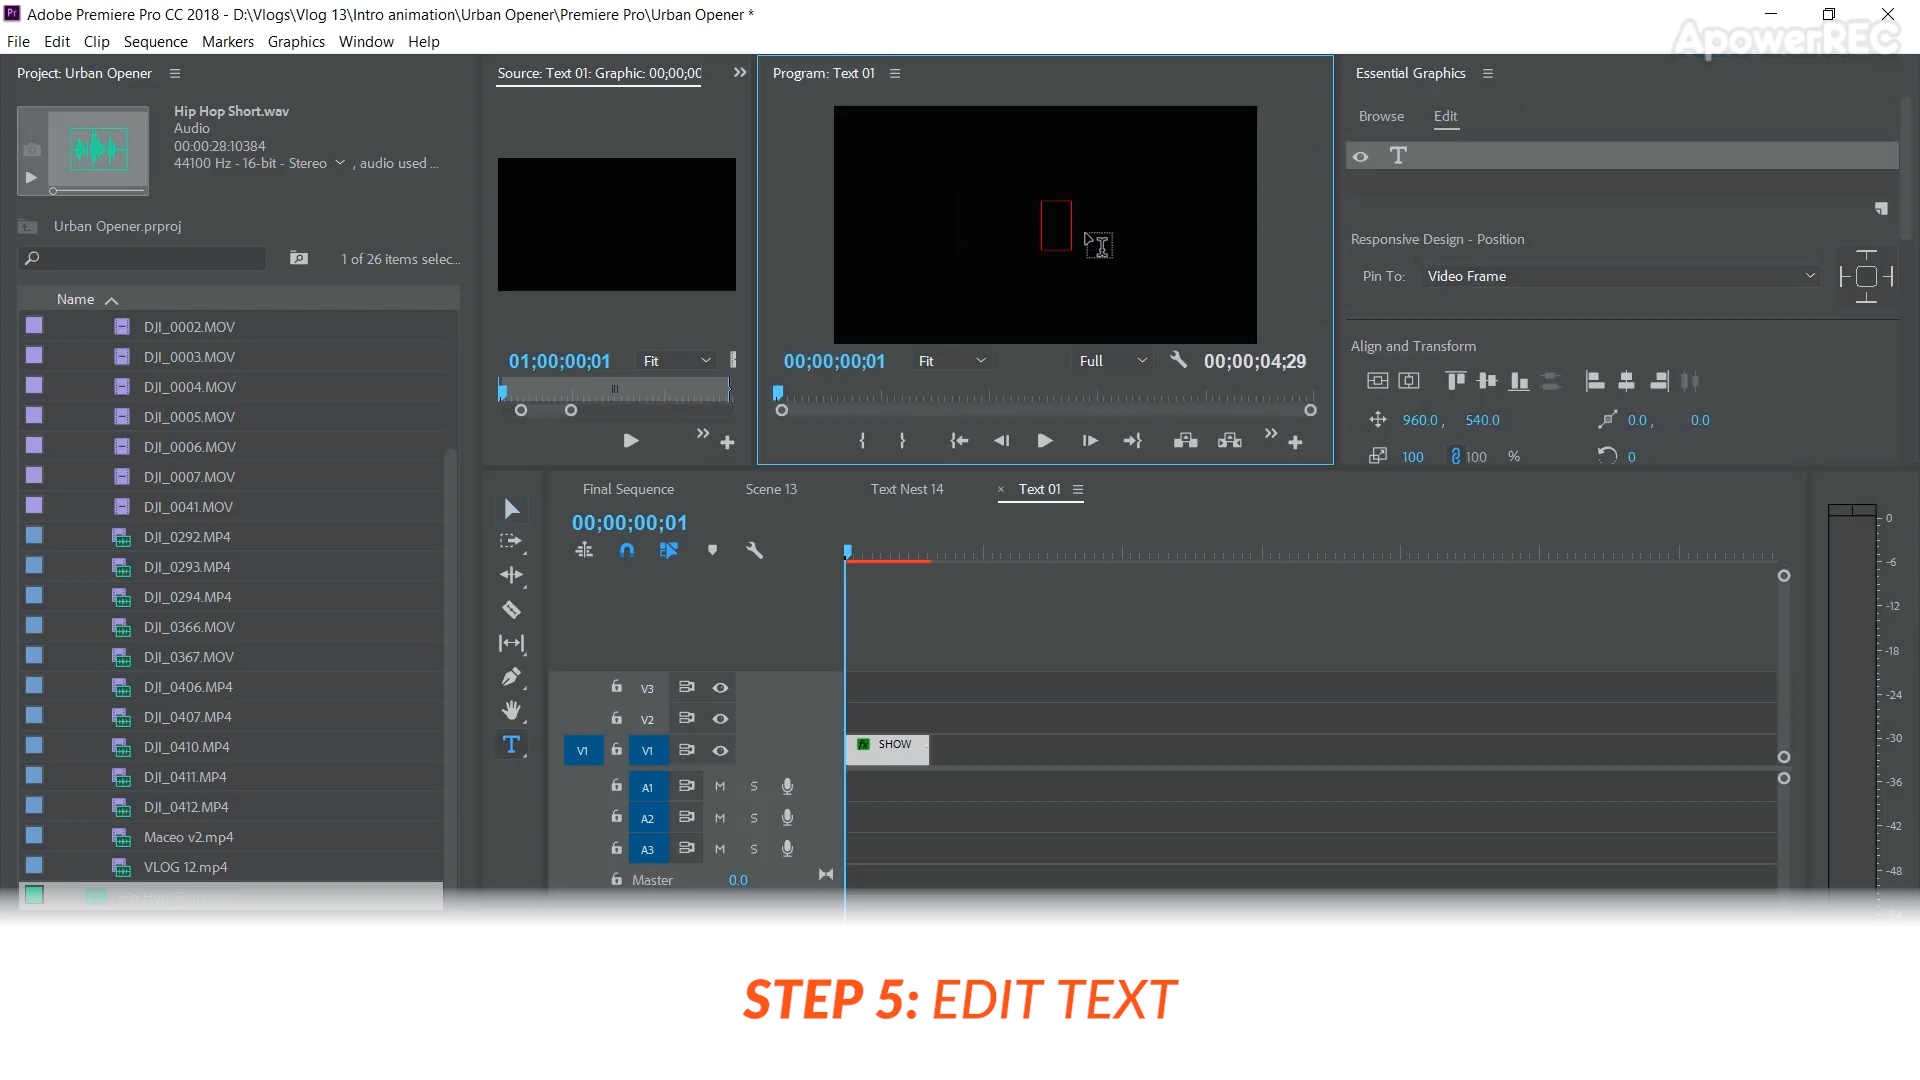 Adobe Premiere Pro CC 2018 - D:\Vlogs\Vlog 13\Intro animation\Urban Opener\Premiere Pro\Urban Opener *
ApowerREC
File Edit Clip Sequence Markers Graphics Window Help
Project: Urban Opener
Hip Hop Short.wav
Audio
00:00:28:10384
44100 Hz - 16-bit - Stereo , audio used ...
Urban Opener.prproj
1 of 26 items selec...
Name
DJI_0002.MOV
DJI_0003.MOV
DJI_0004.MOV
DJI_0005.MOV
DJI_0006.MOV
DJI_0007.MOV
DJI_0041.MOV
DJI_0292.MP4
DJI_0293.MP4
DJI_0294.MP4
DJI_0366.MOV
DJI_0367.MOV
DJI_0406.MP4
DJI_0407.MP4
DJI_0410.MP4
DJI_0411.MP4
DJI_0412.MP4
Maceo v2.mp4
VLOG 12.mp4
Hip Hop Short.wav
Source: Text 01: Graphic: 00;00;00
01;00;00;01 Fit
Program: Text 01
00;00;00;01 Fit Full 00;00;04;29
Essential Graphics
Browse Edit
Responsive Design - Position
Pin To: Video Frame
Align and Transform
960.0 , 540.0 0.0 , 0.0
100 100 % 0
Final Sequence Scene 13 Text Nest 14 × Text 01
00;00;00;01
V3
V2
V1 V1 fx SHOW
A1 M S
A2 M S
A3 M S
Master 0.0
0
-6
-12
-18
-24
-30
-36
-42
-48
-54
STEP 5: EDIT TEXT